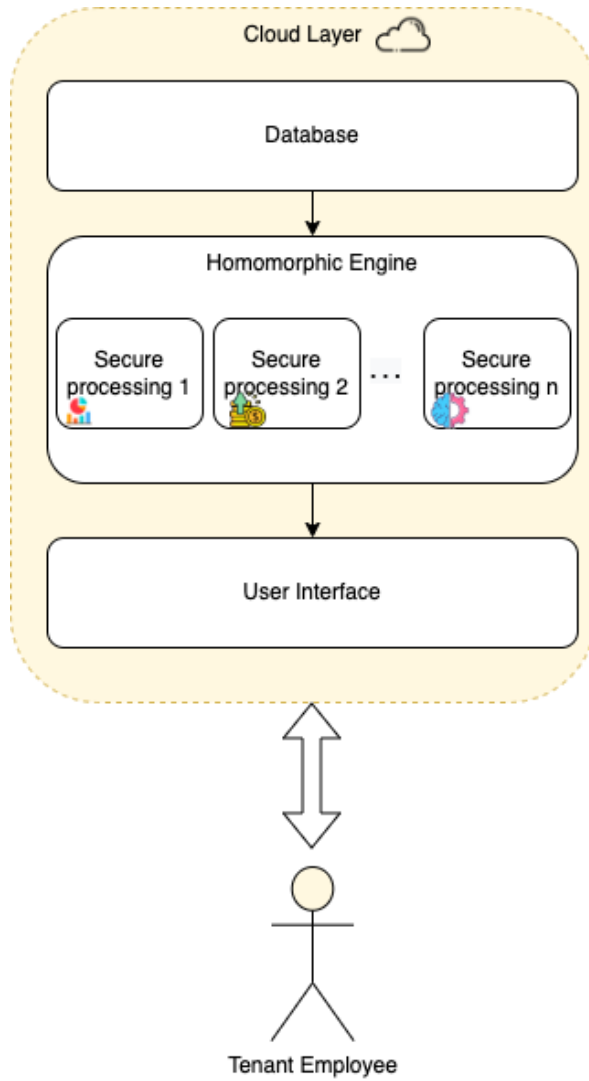 Cloud Layer
Database
Homomorphic Engine
Secure
processing 1
Secure
processing 2
...
Secure
processing n
User Interface
Tenant Employee